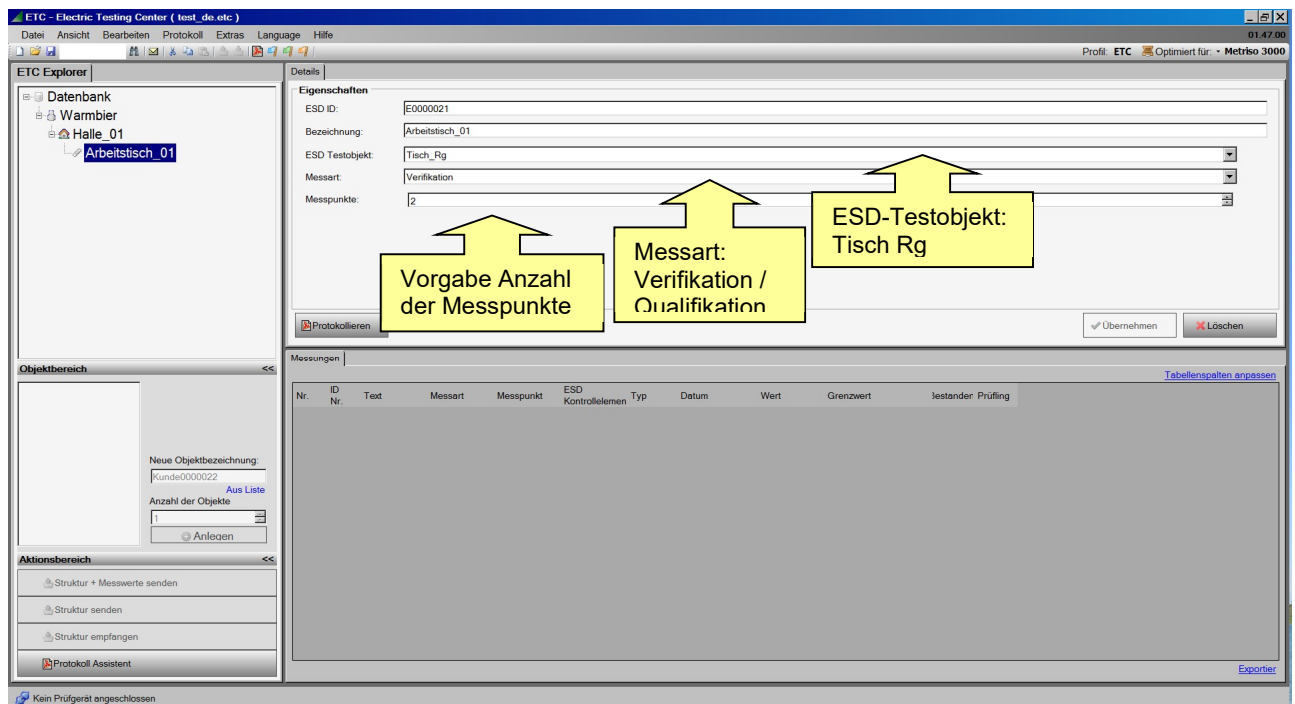 ETC - Electric Testing Center ( test_de.etc )
Datei Ansicht Bearbeiten Protokoll Extras Language Hilfe
01.47.00
Profil: ETC Optimiert für: Metriso 3000
ETC Explorer
Datenbank
Warmbier
Halle_01
Arbeitstisch_01
Details
Eigenschaften
ESD ID: E0000021
Bezeichnung: Arbeitstisch_01
ESD Testobjekt: Tisch_Rg
Messart: Verifikation
Messpunkte: 2
Vorgabe Anzahl
der Messpunkte
Messart:
Verifikation /
Qualifikation
ESD-Testobjekt:
Tisch Rg
Protokollieren
Übernehmen
Löschen
Objektbereich <<
Neue Objektbezeichnung:
Kunde0000022
Aus Liste
Anzahl der Objekte
1
Anlegen
Aktionsbereich <<
Struktur + Messwerte senden
Struktur senden
Struktur empfangen
Protokoll Assistent
Messungen
Tabellenspalten anpassen
Nr. ID Nr. Text Messart Messpunkt ESD Kontrollelemen Typ Datum Wert Grenzwert Bestanden Prüfling
Exportier
Kein Prüfgerät angeschlossen